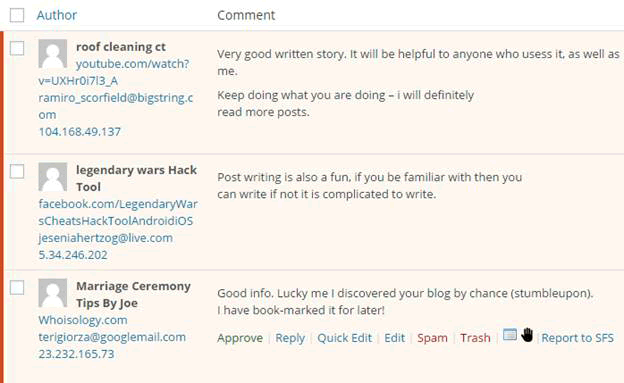 Author Comment
roof cleaning ct
youtube.com/watch?
v=UXHr0i7l3_A
ramiro_scorfield@bigstring.c
om
104.168.49.137
Very good written story. It will be helpful to anyone who usess it, as well as
me.
Keep doing what you are doing – i will definitely
read more posts.
legendary wars Hack
Tool
facebook.com/LegendaryWar
sCheatsHackToolAndroidiOS
jeseniahertzog@live.com
5.34.246.202
Post writing is also a fun, if you be familiar with then you
can write if not it is complicated to write.
Marriage Ceremony
Tips By Joe
Whoisology.com
terigiorza@googlemail.com
23.232.165.73
Good info. Lucky me I discovered your blog by chance (stumbleupon).
I have book-marked it for later!
Approve | Reply | Quick Edit | Edit | Spam | Trash | Report to SFS